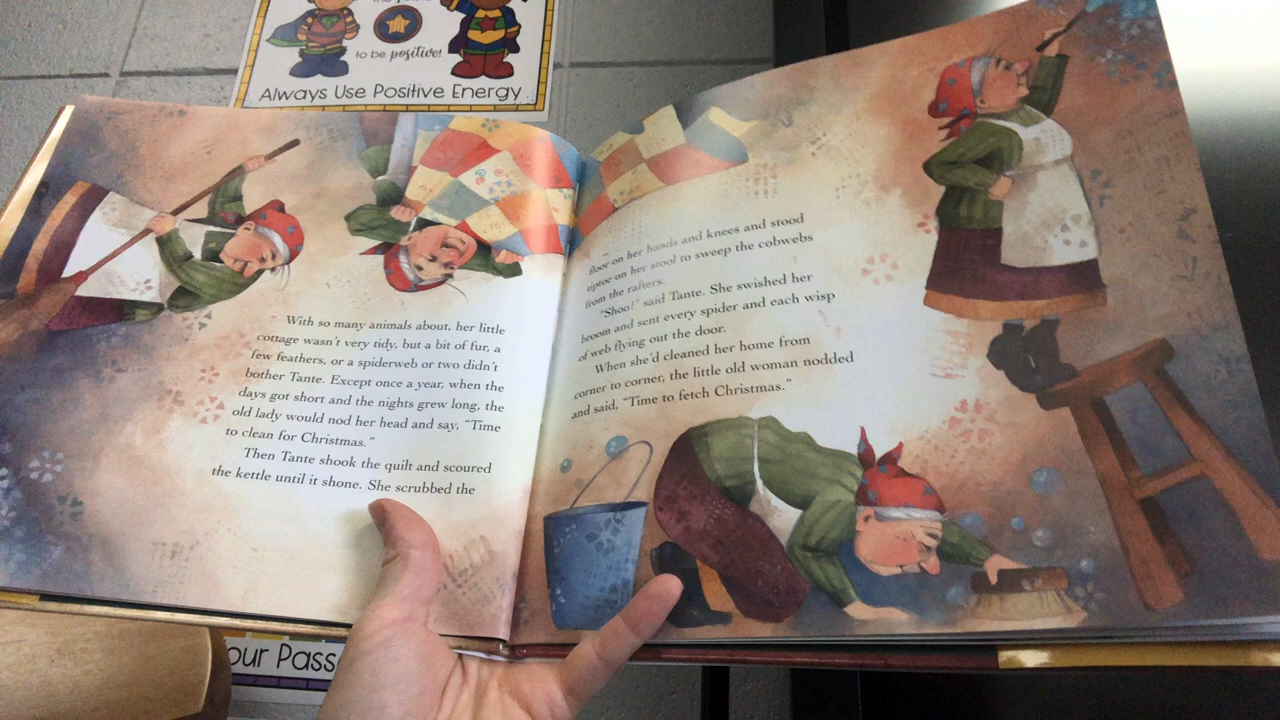 to be positive!
Always Use Positive Energy
With so many animals about, her little
cottage wasn't very tidy, but a bit of fur, a
few feathers, or a spiderweb or two didn't
bother Tante. Except once a year, when the
days got short and the nights grew long, the
old lady would nod her head and say, "Time
to clean for Christmas."
Then Tante shook the quilt and scoured
the kettle until it shone. She scrubbed the
floor on her hands and knees and stood
tiptoe on her stool to sweep the cobwebs
from the rafters.
"Shoo!" said Tante. She swished her
broom and sent every spider and each wisp
of web flying out the door.
When she'd cleaned her home from
corner to corner, the little old woman nodded
and said, "Time to fetch Christmas."
our Pass